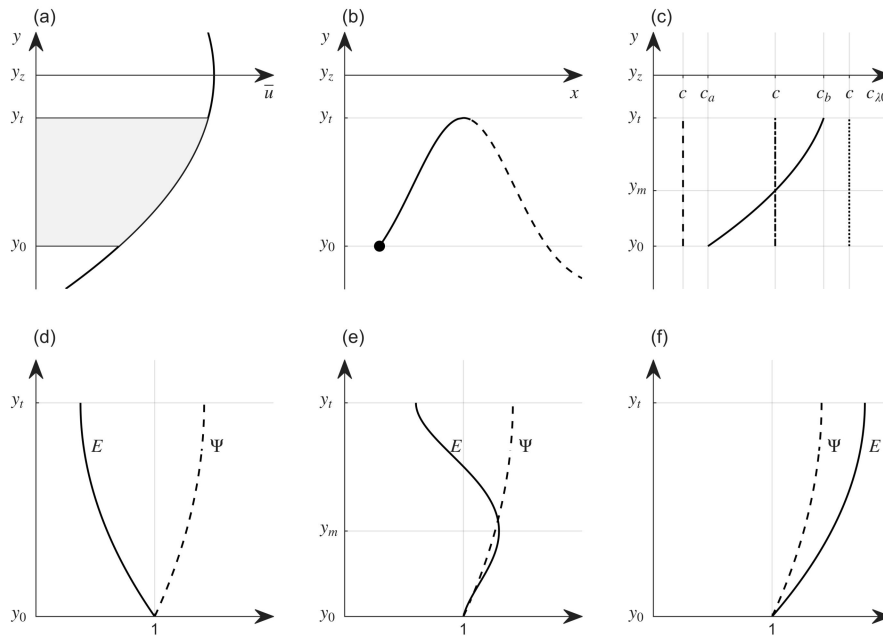 (a)
y
y_z
u̅
y_t
y_0
(b)
y
x
y_t
y_0
(c)
y
y_z
c c_a c c_b c c_λ0
y_t
y_m
y_0
(d)
y_t
E Ψ
y_0
1
(e)
y_t
E Ψ
y_m
y_0
1
(f)
y_t
Ψ E
y_0
1